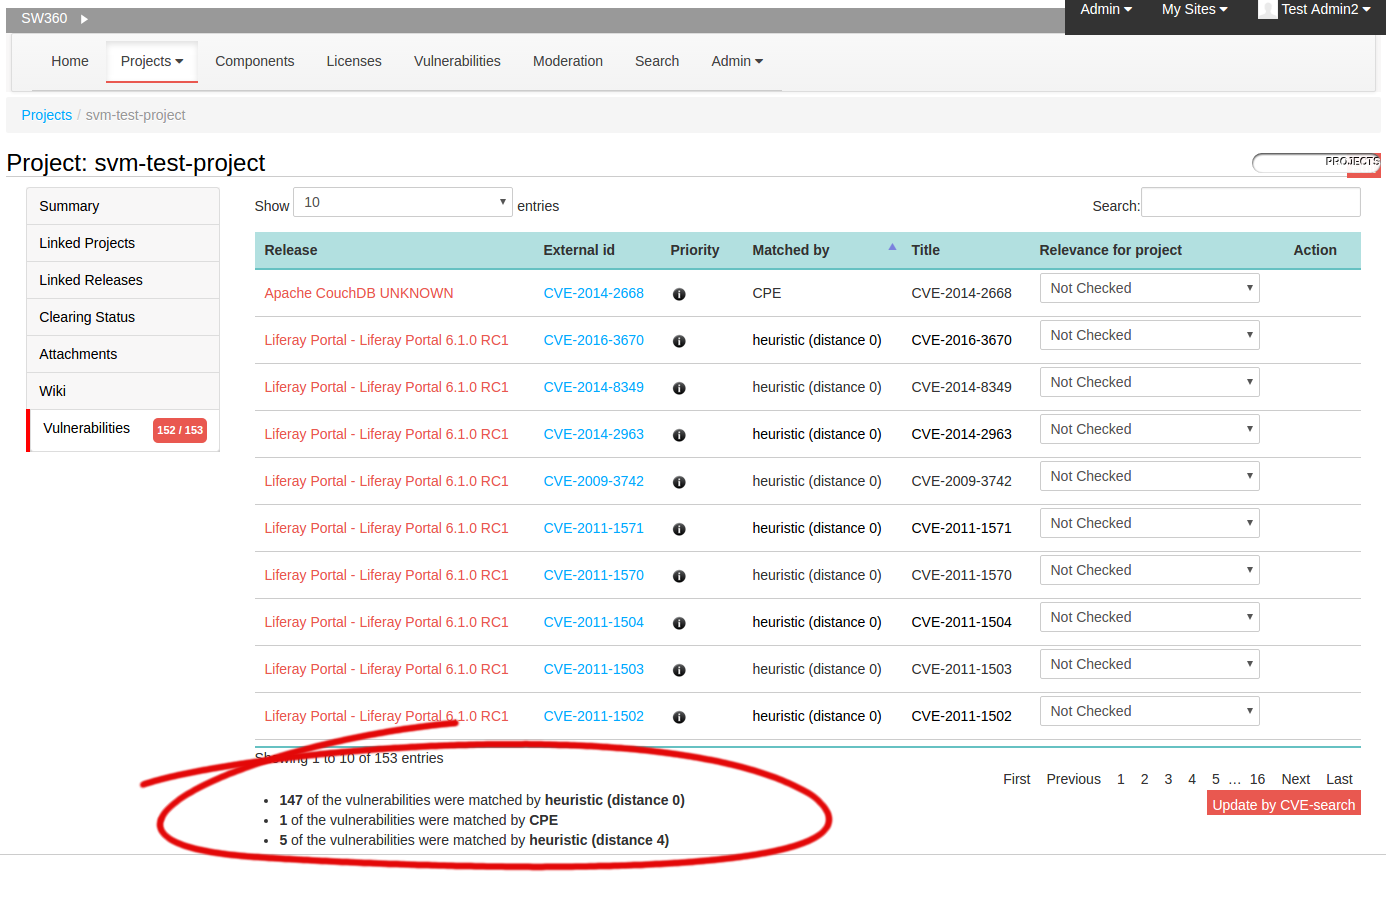 SW360
Admin My Sites Test Admin2
Home Projects Components Licenses Vulnerabilities Moderation Search Admin
Projects / svm-test-project
Project: svm-test-project
PROJECTS
Summary
Linked Projects
Linked Releases
Clearing Status
Attachments
Wiki
Vulnerabilities 152 / 153
Show 10 entries Search:
Release External id Priority Matched by Title Relevance for project Action
Apache CouchDB UNKNOWN CVE-2014-2668 CPE CVE-2014-2668 Not Checked
Liferay Portal - Liferay Portal 6.1.0 RC1 CVE-2016-3670 heuristic (distance 0) CVE-2016-3670 Not Checked
Liferay Portal - Liferay Portal 6.1.0 RC1 CVE-2014-8349 heuristic (distance 0) CVE-2014-8349 Not Checked
Liferay Portal - Liferay Portal 6.1.0 RC1 CVE-2014-2963 heuristic (distance 0) CVE-2014-2963 Not Checked
Liferay Portal - Liferay Portal 6.1.0 RC1 CVE-2009-3742 heuristic (distance 0) CVE-2009-3742 Not Checked
Liferay Portal - Liferay Portal 6.1.0 RC1 CVE-2011-1571 heuristic (distance 0) CVE-2011-1571 Not Checked
Liferay Portal - Liferay Portal 6.1.0 RC1 CVE-2011-1570 heuristic (distance 0) CVE-2011-1570 Not Checked
Liferay Portal - Liferay Portal 6.1.0 RC1 CVE-2011-1504 heuristic (distance 0) CVE-2011-1504 Not Checked
Liferay Portal - Liferay Portal 6.1.0 RC1 CVE-2011-1503 heuristic (distance 0) CVE-2011-1503 Not Checked
Liferay Portal - Liferay Portal 6.1.0 RC1 CVE-2011-1502 heuristic (distance 0) CVE-2011-1502 Not Checked
Showing 1 to 10 of 153 entries
First Previous 1 2 3 4 5 … 16 Next Last
Update by CVE-search
• 147 of the vulnerabilities were matched by heuristic (distance 0)
• 1 of the vulnerabilities were matched by CPE
• 5 of the vulnerabilities were matched by heuristic (distance 4)